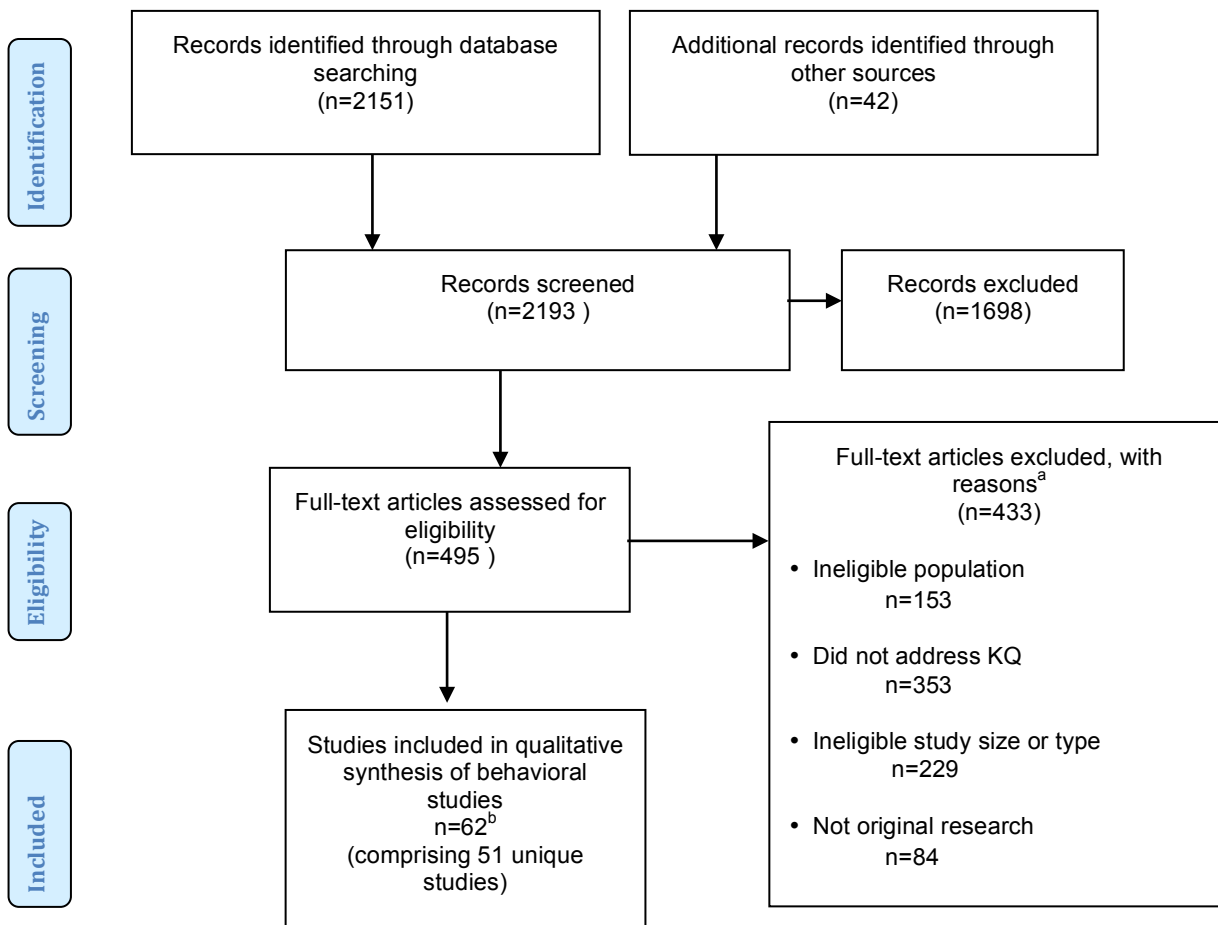 Identification
Records identified through database
searching
(n=2151)
Additional records identified through
other sources
(n=42)
Screening
Records screened
(n=2193 )
Records excluded
(n=1698)
Eligibility
Full-text articles assessed for
eligibility
(n=495 )
Full-text articles excluded, with
reasonsa
(n=433)
• Ineligible population
n=153
• Did not address KQ
n=353
• Ineligible study size or type
n=229
• Not original research
n=84
Included
Studies included in qualitative
synthesis of behavioral
studies
n=62b
(comprising 51 unique
studies)